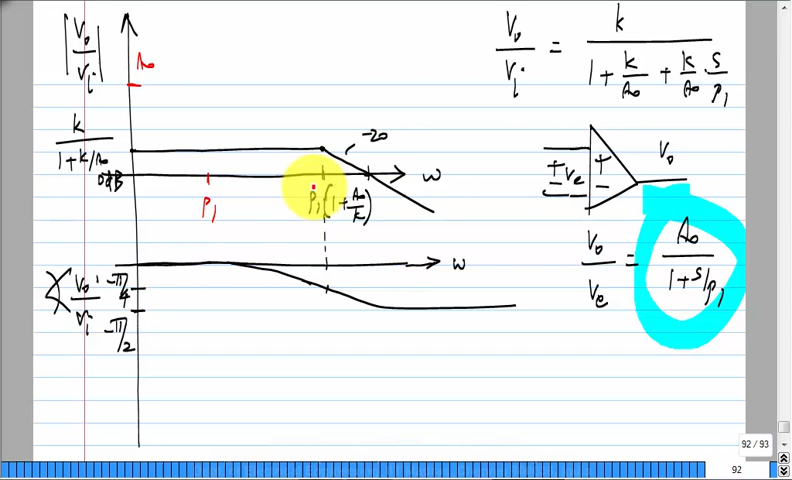 |Vo/Vi|
Ao
k/(1+k/Ao)
0dB
-20
ω
p1
p1(1+Ao/k)
∠Vo/Vi
-π/4
-π/2
ω
Vo/Vi = k/(1 + k/Ao + k/Ao · s/p1)
+ Ve -
+
-
Vo
Vo/Ve = Ao/(1+s/p1)
92 / 93
92